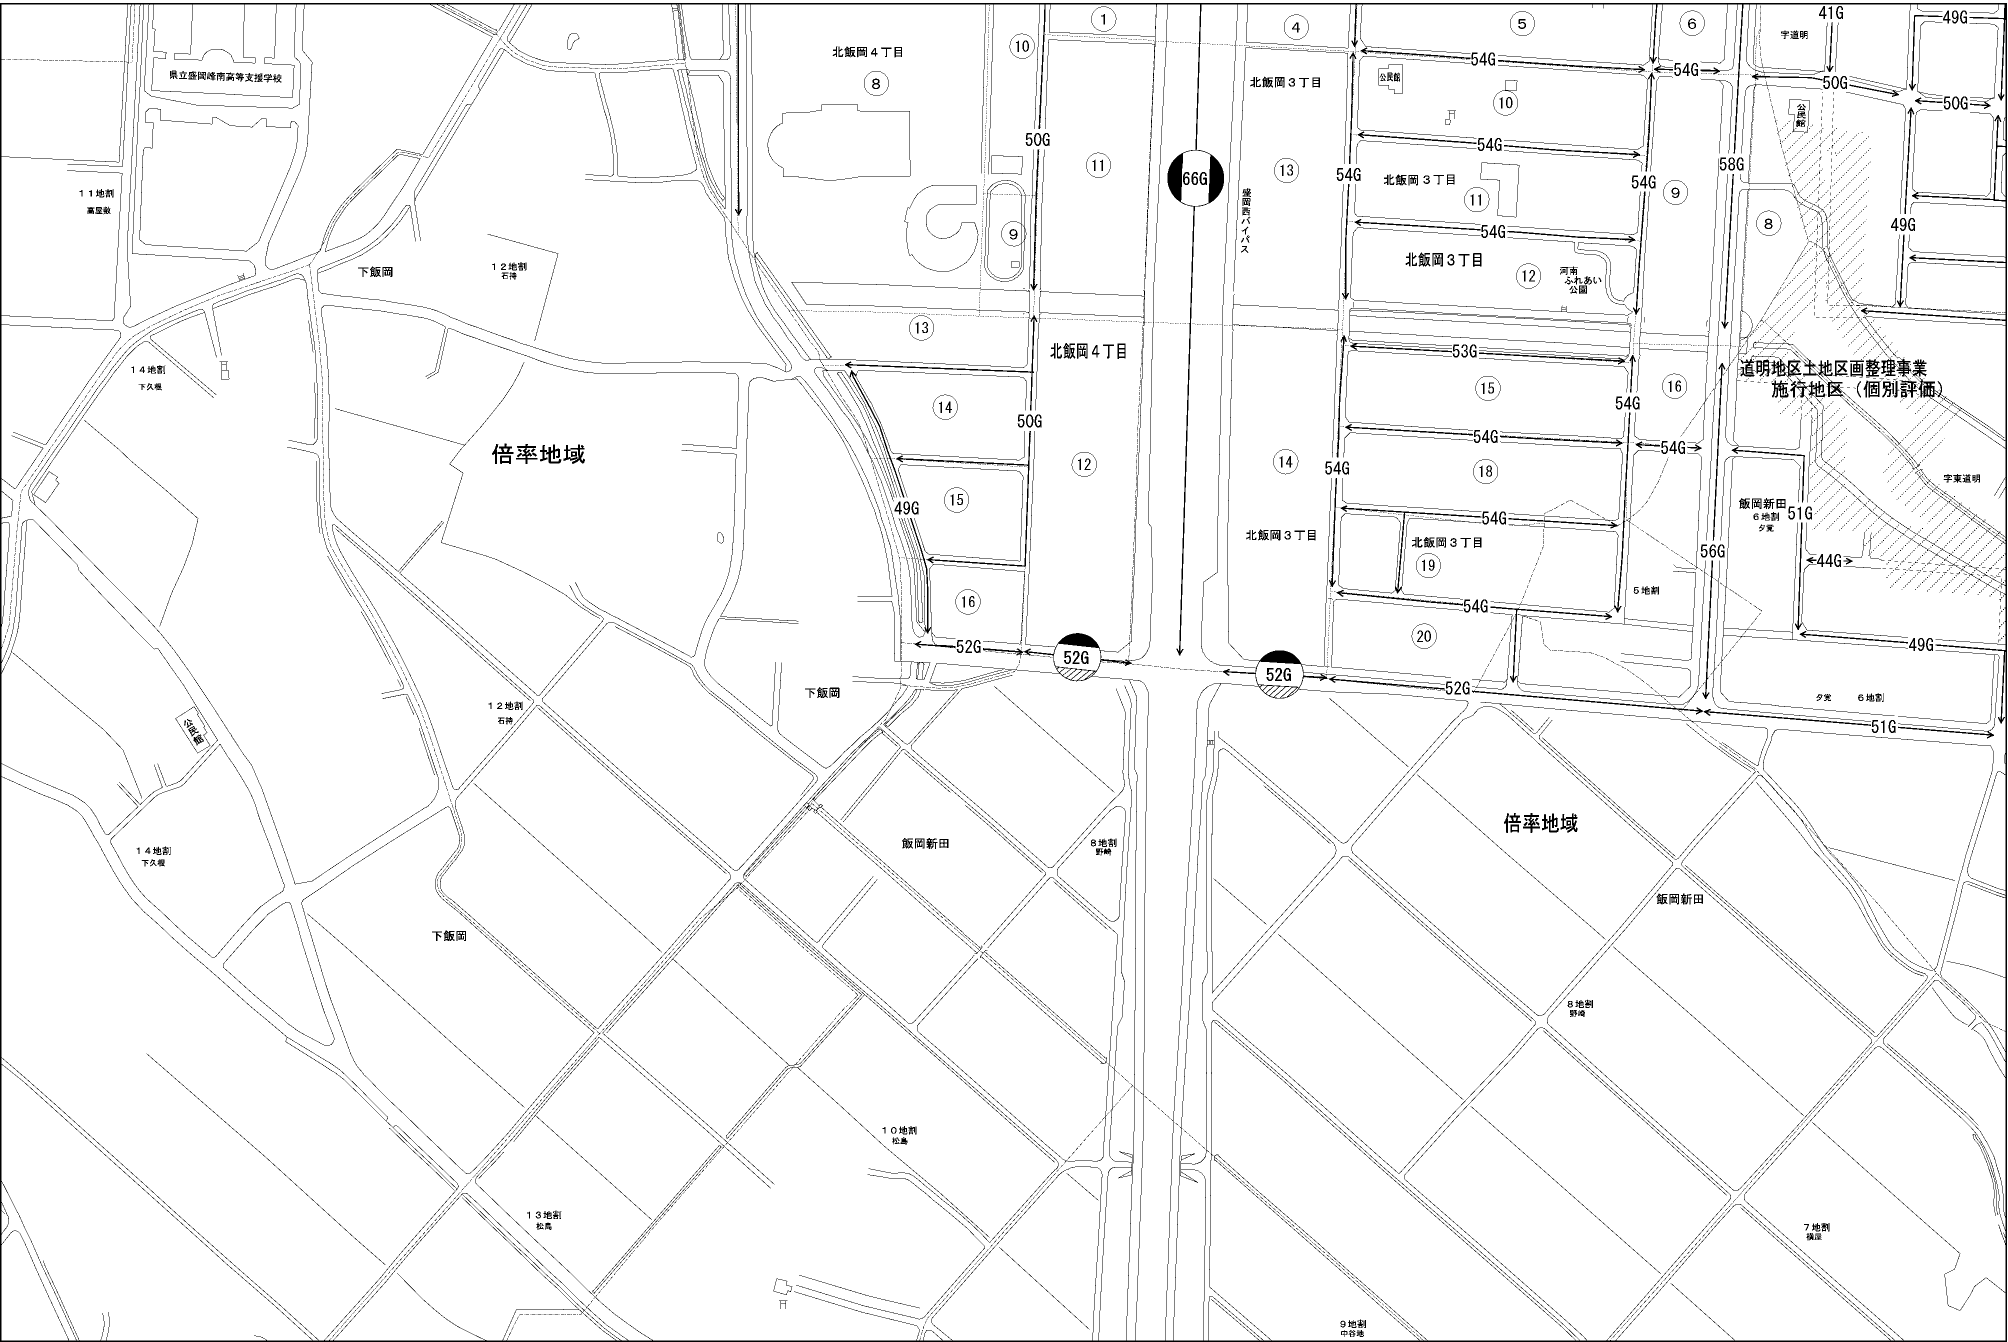 1
4
5
6
41G
49G
字道明
10
北飯岡4丁目
8
県立盛岡峰南高等支援学校
北飯岡3丁目
公民館
54G
54G
50G
50G
10
公民館
50G
11
66G
13
54G
54G
58G
54G
北飯岡3丁目
11
9
11地割
高屋敷
盛岡西バイパス
9
54G
8
49G
下飯岡
12地割
石持
北飯岡3丁目
12
河南
ふれあい
公園
13
北飯岡4丁目
53G
道明地区土地区画整理事業
施行地区（個別評価）
14地割
下久根
15
16
14
50G
54G
54G
54G
倍率地域
12
14
54G
18
字東道明
15
49G
54G
飯岡新田
6地割
夕覚
51G
北飯岡3丁目
北飯岡3丁目
19
56G
44G
16
5地割
54G
20
49G
52G
52G
52G
52G
下飯岡
夕覚 6地割
12地割
石持
51G
公民館
倍率地域
飯岡新田
8地割
野崎
14地割
下久根
飯岡新田
下飯岡
8地割
野崎
10地割
松島
13地割
松島
7地割
横屋
9地割
中谷地